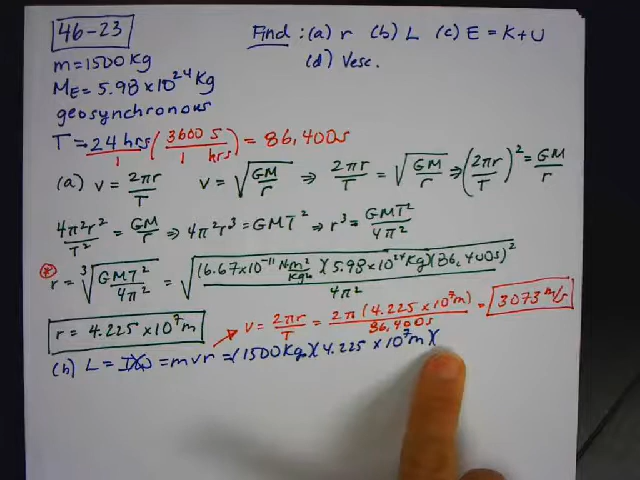 46-23 Find: (a) r (b) L (c) E = K+U
m = 1500 Kg (d) Vesc.
M_E = 5.98 × 10^24 Kg
geosynchronous
T = 24 hrs/1 (3600 s/1 hrs) = 86,400s
(a) v = 2πr/T v = √(GM/r) ⇒ 2πr/T = √(GM/r) ⇒ (2πr/T)^2 = GM/r
4π²r²/T² = GM/r ⇒ 4π²r³ = GMT² ⇒ r³ = GMT²/4π²
* r = ∛(GMT²/4π²) = √((6.67×10^-11 Nm²/Kg²)(5.98×10^24 Kg)(86,400s)²/4π²)
r = 4.225 × 10^7 m → v = 2πr/T = 2π(4.225 × 10^7 m)/86,400s = 3073 m/s
(b) L = Iω = mvr = (1500 Kg)(4.225 × 10^7 m)(